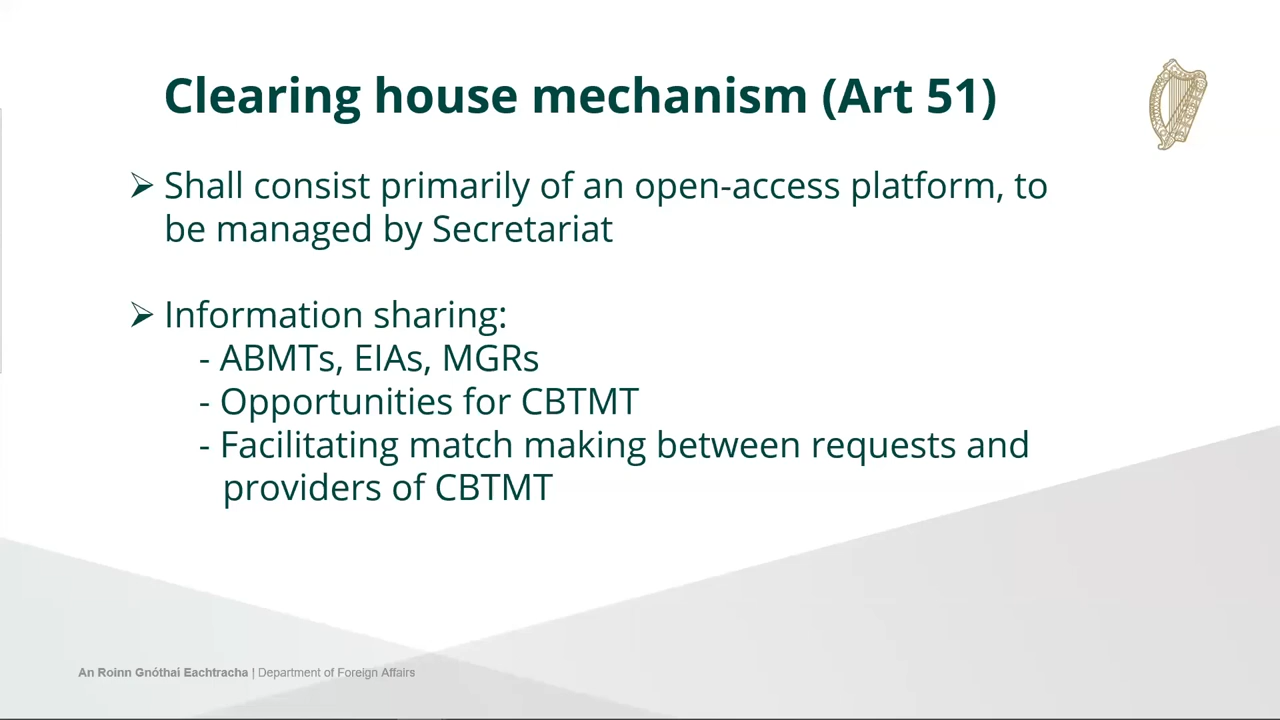 Clearing house mechanism (Art 51)
➢ Shall consist primarily of an open-access platform, to
be managed by Secretariat
➢ Information sharing:
- ABMTs, EIAs, MGRs
- Opportunities for CBTMT
- Facilitating match making between requests and
providers of CBTMT
An Roinn Gnóthaí Eachtracha | Department of Foreign Affairs